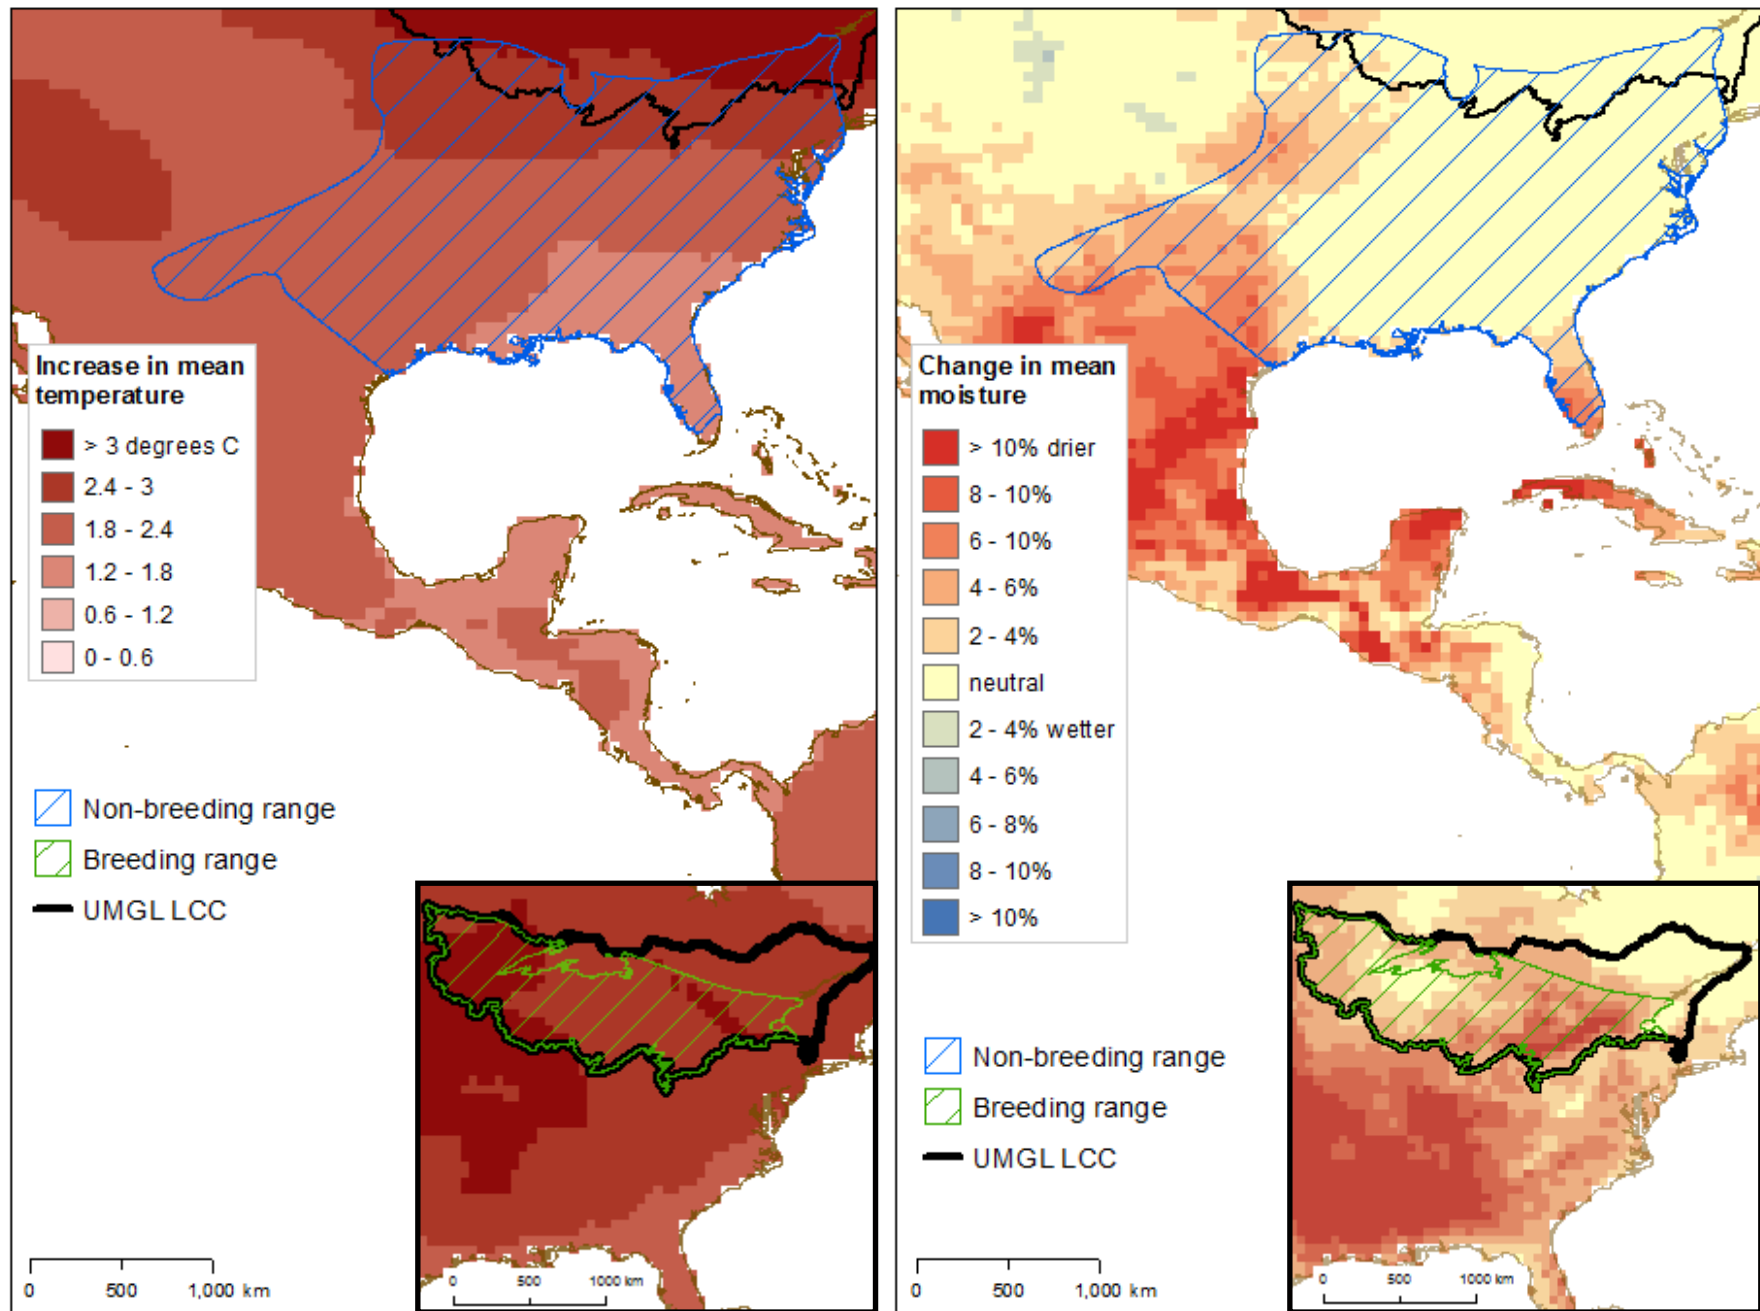 Increase in mean
temperature
> 3 degrees C
2.4 - 3
1.8 - 2.4
1.2 - 1.8
0.6 - 1.2
0 - 0.6
Non-breeding range
Breeding range
UMGL LCC
0 500 1,000 km
0 500 1000 km
Change in mean
moisture
> 10% drier
8 - 10%
6 - 10%
4 - 6%
2 - 4%
neutral
2 - 4% wetter
4 - 6%
6 - 8%
8 - 10%
> 10%
Non-breeding range
Breeding range
UMGL LCC
0 500 1,000 km
0 500 1000 km